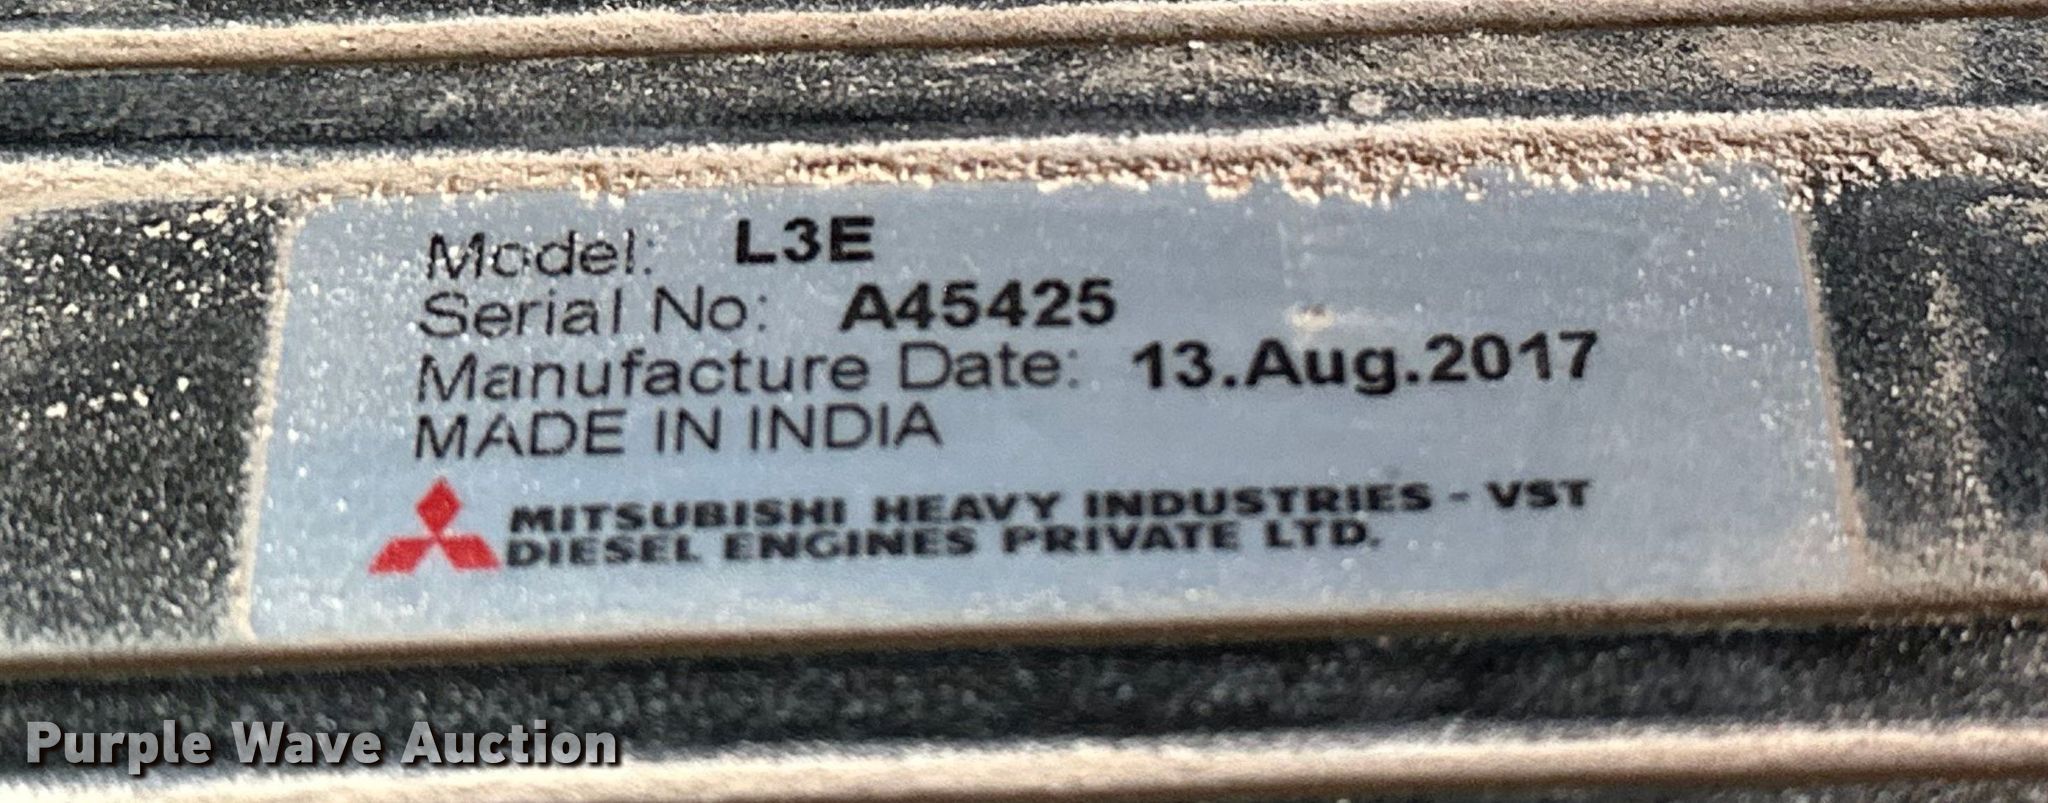 Model: L3E
Serial No: A45425
Manufacture Date: 13.Aug.2017
MADE IN INDIA
MITSUBISHI HEAVY INDUSTRIES - VST
DIESEL ENGINES PRIVATE LTD.
Purple Wave Auction